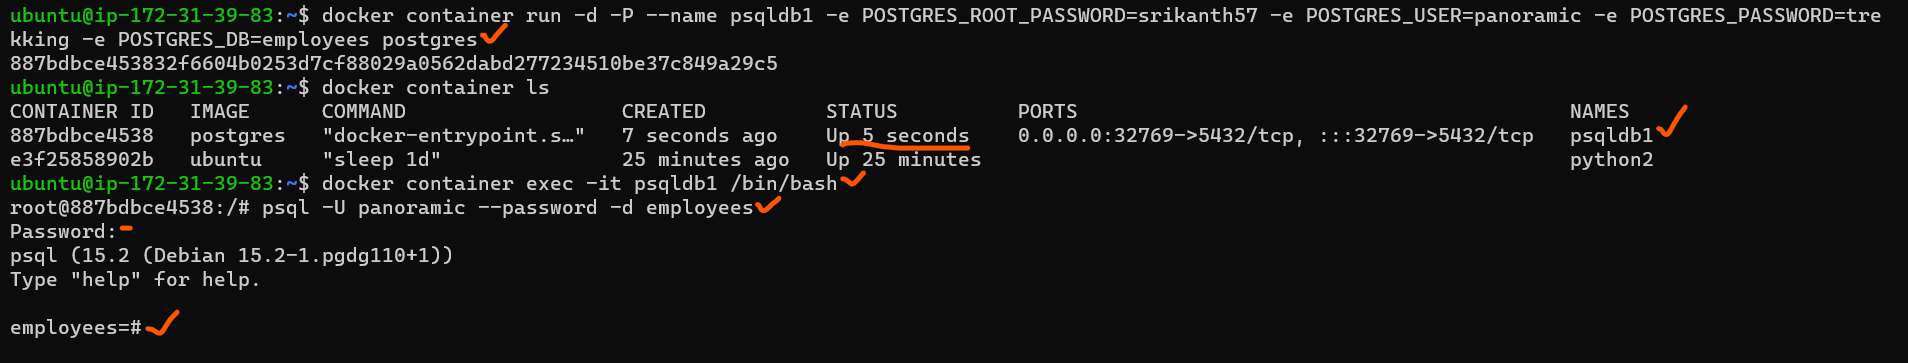 ubuntu@ip-172-31-39-83:~$ docker container run -d -P --name psqldb1 -e POSTGRES_ROOT_PASSWORD=srikanth57 -e POSTGRES_USER=panoramic -e POSTGRES_PASSWORD=tre
kking -e POSTGRES_DB=employees postgres
887bdbce453832f6604b0253d7cf88029a0562dabd277234510be37c849a29c5
ubuntu@ip-172-31-39-83:~$ docker container ls
CONTAINER ID   IMAGE      COMMAND                  CREATED          STATUS          PORTS                                         NAMES
887bdbce4538   postgres   "docker-entrypoint.s…"   7 seconds ago    Up 5 seconds    0.0.0.0:32769->5432/tcp, :::32769->5432/tcp   psqldb1
e3f25858902b   ubuntu     "sleep 1d"               25 minutes ago   Up 25 minutes                                                 python2
ubuntu@ip-172-31-39-83:~$ docker container exec -it psqldb1 /bin/bash
root@887bdbce4538:/# psql -U panoramic --password -d employees
Password:
psql (15.2 (Debian 15.2-1.pgdg110+1))
Type "help" for help.
employees=#